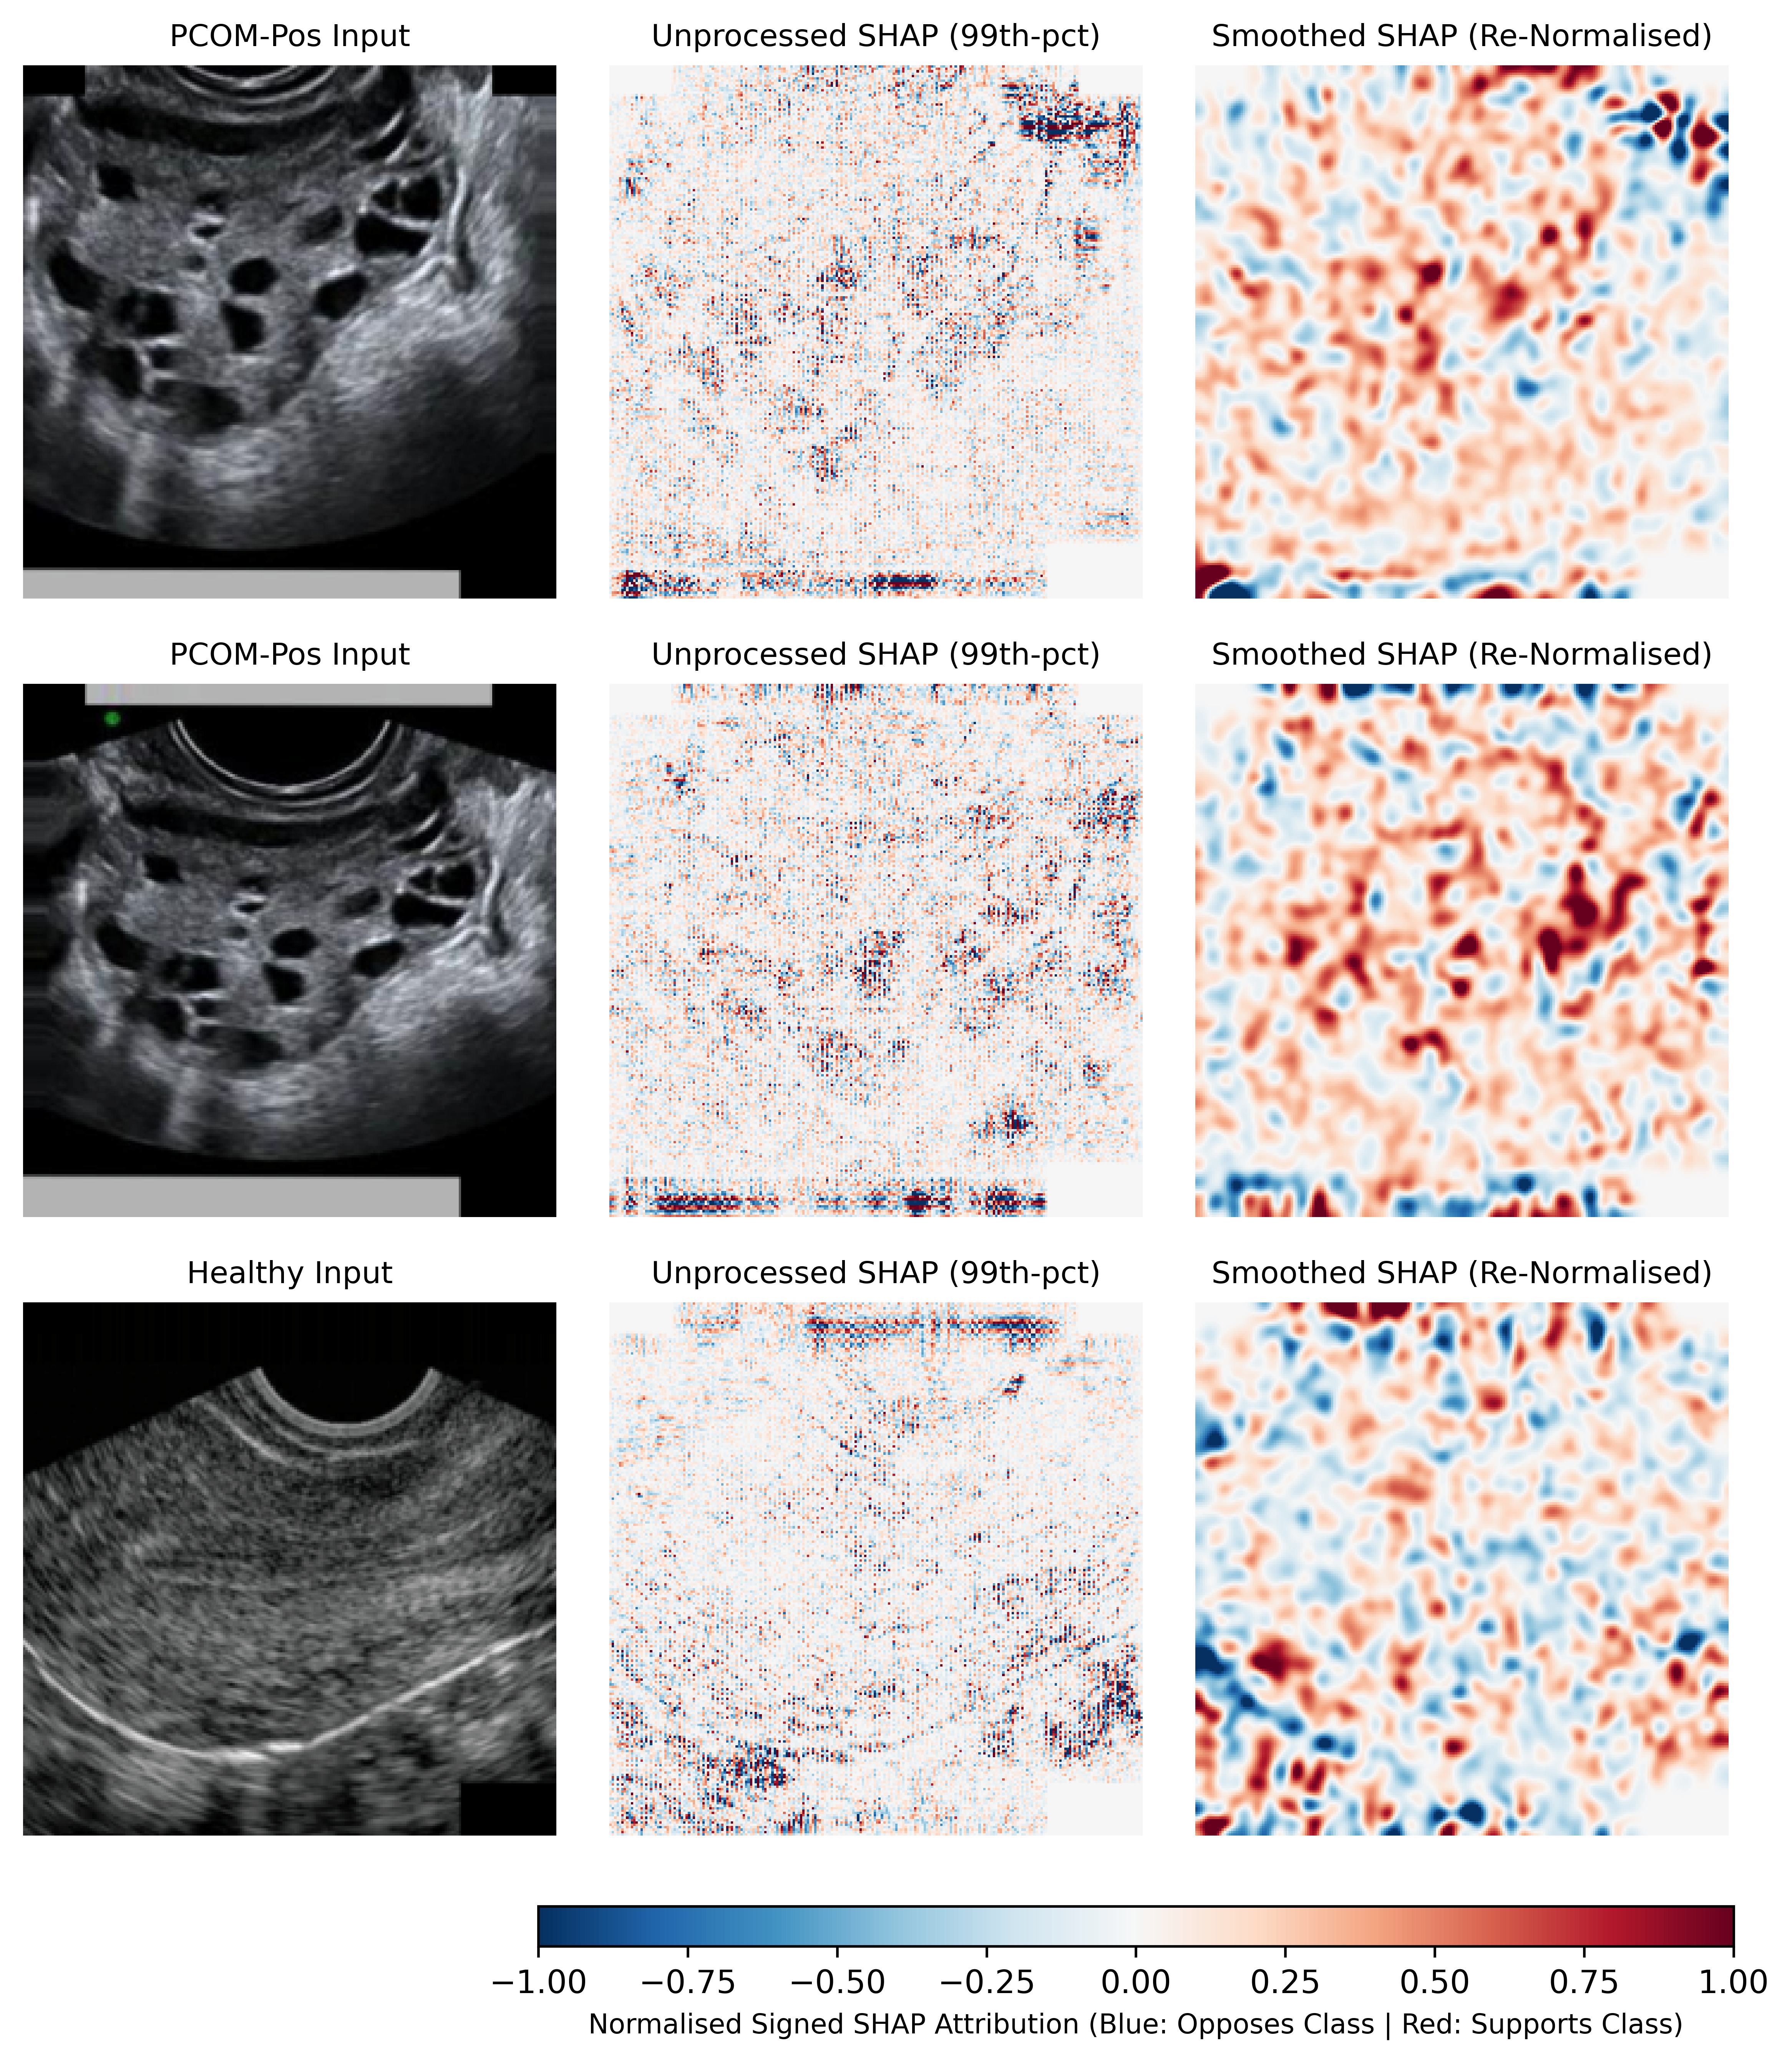 PCOM-Pos Input
Unprocessed SHAP (99th-pct)
Smoothed SHAP (Re-Normalised)
PCOM-Pos Input
Unprocessed SHAP (99th-pct)
Smoothed SHAP (Re-Normalised)
Healthy Input
Unprocessed SHAP (99th-pct)
Smoothed SHAP (Re-Normalised)
−1.00 −0.75 −0.50 −0.25 0.00 0.25 0.50 0.75 1.00
Normalised Signed SHAP Attribution (Blue: Opposes Class | Red: Supports Class)